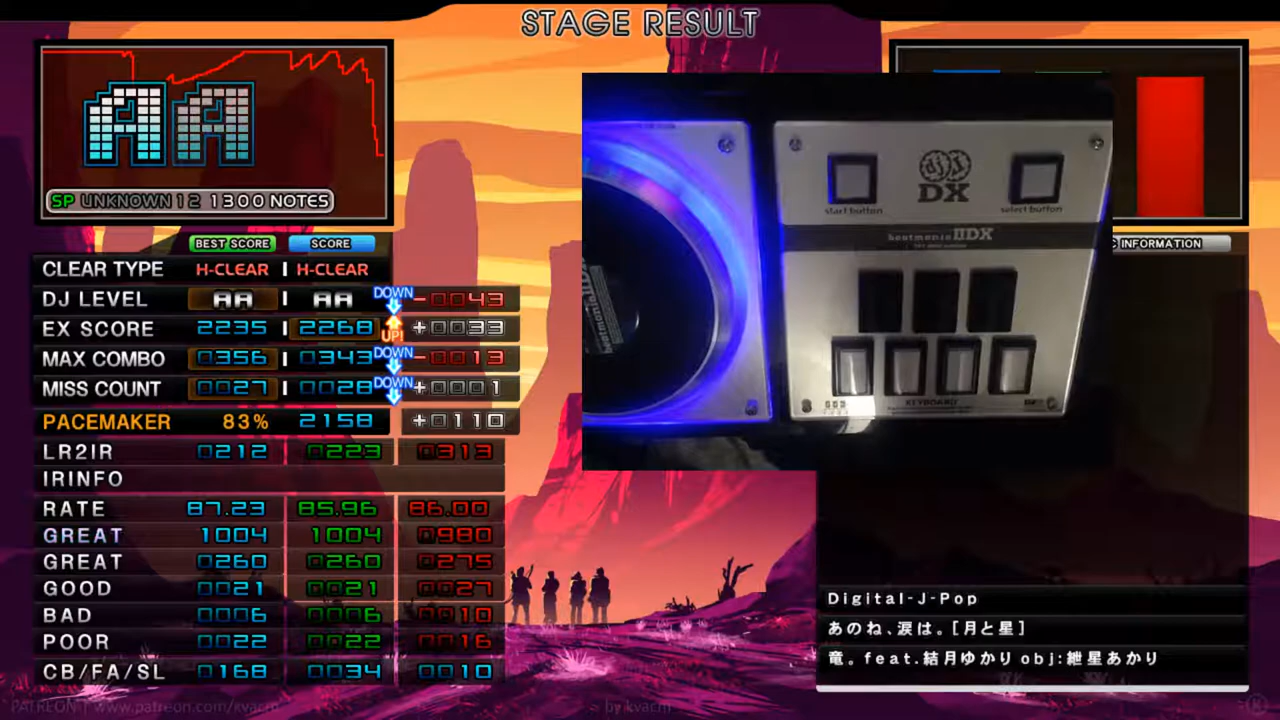 STAGE RESULT
AA
SP UNKNOWN 12 1300 NOTES
BEST SCORE SCORE
CLEAR TYPE H-CLEAR H-CLEAR
DJ LEVEL AA AA DOWN -0043
EX SCORE 2235 2268 UP! +0033
MAX COMBO 0356 0343 DOWN -0013
MISS COUNT 0027 0028 DOWN +0001
PACEMAKER 83% 2158 +0110
LR2IR 0212 0223 0313
IRINFO
RATE 87.23 85.96 86.00
GREAT 1004 1004 0980
GREAT 0260 0260 0275
GOOD 0021 0021 0027
BAD 0006 0006 0010
POOR 0022 0022 0016
CB/FA/SL 0168 0034 0010
djj
DX
start button
select button
beatmania IIDX
KEYBOARD
beatmania IIDX
INFORMATION
Digital-J-Pop
あのね、涙は。[月と星]
竜。feat.結月ゆかり obj:紲星あかり
PATREON | www.patreon.com/kvacm
by kvacm